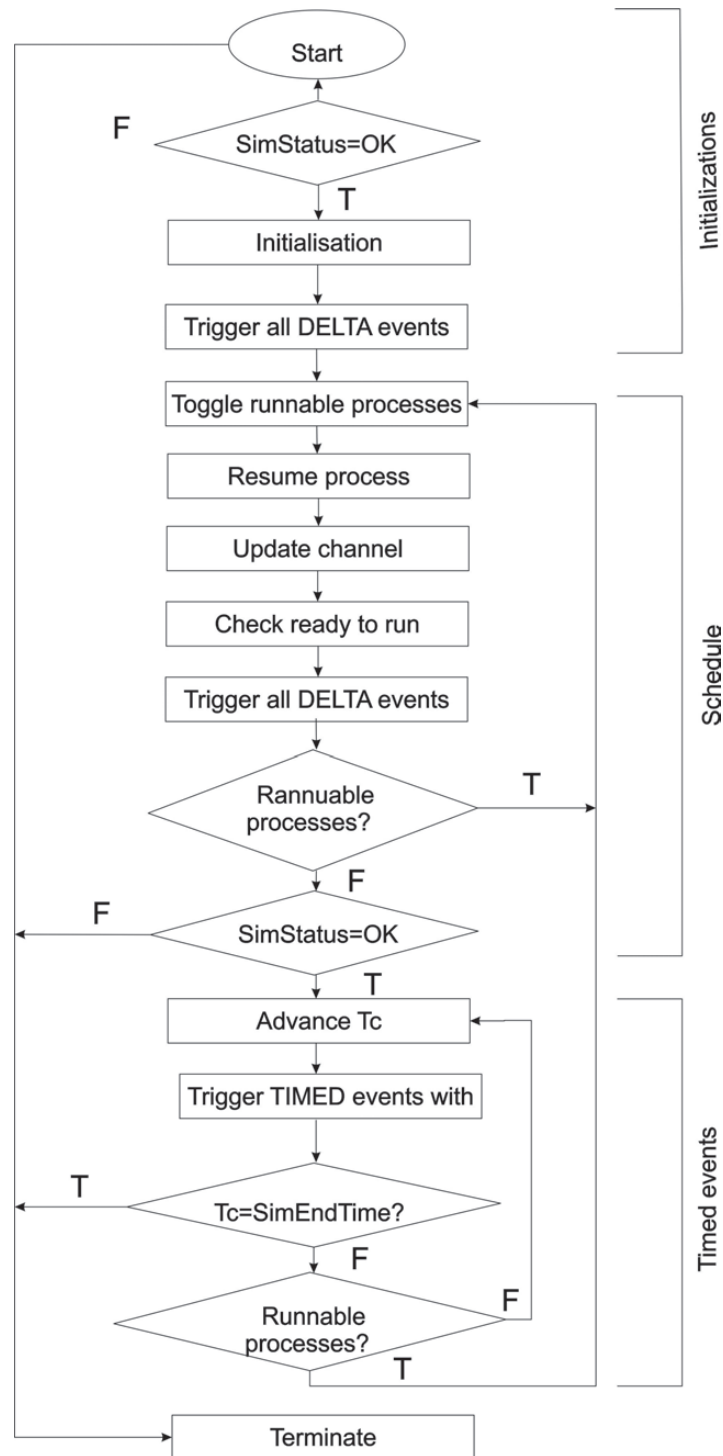 Start
F
SimStatus=OK
T
Initialisation
Trigger all DELTA events
Initializations
Toggle runnable processes
Resume process
Update channel
Check ready to run
Trigger all DELTA events
Rannuable
processes?
T
F
F
SimStatus=OK
T
Schedule
Advance Tc
Trigger TIMED events with
T
Tc=SimEndTime?
F
Runnable
processes?
F
T
Timed events
Terminate